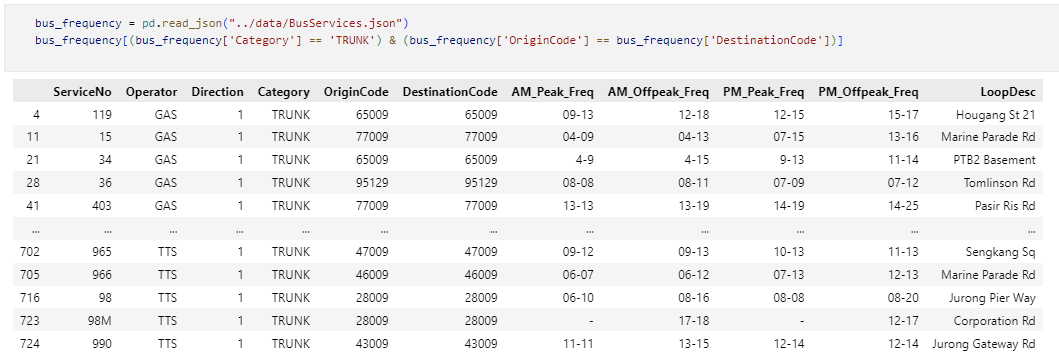 bus_frequency = pd.read_json("../data/BusServices.json")
bus_frequency[(bus_frequency['Category'] == 'TRUNK') & (bus_frequency['OriginCode'] == bus_frequency['DestinationCode'])]
ServiceNo Operator Direction Category OriginCode DestinationCode AM_Peak_Freq AM_Offpeak_Freq PM_Peak_Freq PM_Offpeak_Freq LoopDesc
4 119 GAS 1 TRUNK 65009 65009 09-13 12-18 12-15 15-17 Hougang St 21
11 15 GAS 1 TRUNK 77009 77009 04-09 04-13 07-15 13-16 Marine Parade Rd
21 34 GAS 1 TRUNK 65009 65009 4-9 4-15 9-13 11-14 PTB2 Basement
28 36 GAS 1 TRUNK 95129 95129 08-08 08-11 07-09 07-12 Tomlinson Rd
41 403 GAS 1 TRUNK 77009 77009 13-13 13-19 14-19 14-25 Pasir Ris Rd
... ... ... ... ... ... ... ... ... ... ... ...
702 965 TTS 1 TRUNK 47009 47009 09-12 09-13 10-13 11-13 Sengkang Sq
705 966 TTS 1 TRUNK 46009 46009 06-07 06-12 07-13 12-13 Marine Parade Rd
716 98 TTS 1 TRUNK 28009 28009 06-10 08-16 08-08 08-20 Jurong Pier Way
723 98M TTS 1 TRUNK 28009 28009 - 17-18 - 12-17 Corporation Rd
724 990 TTS 1 TRUNK 43009 43009 11-11 13-15 12-14 12-14 Jurong Gateway Rd